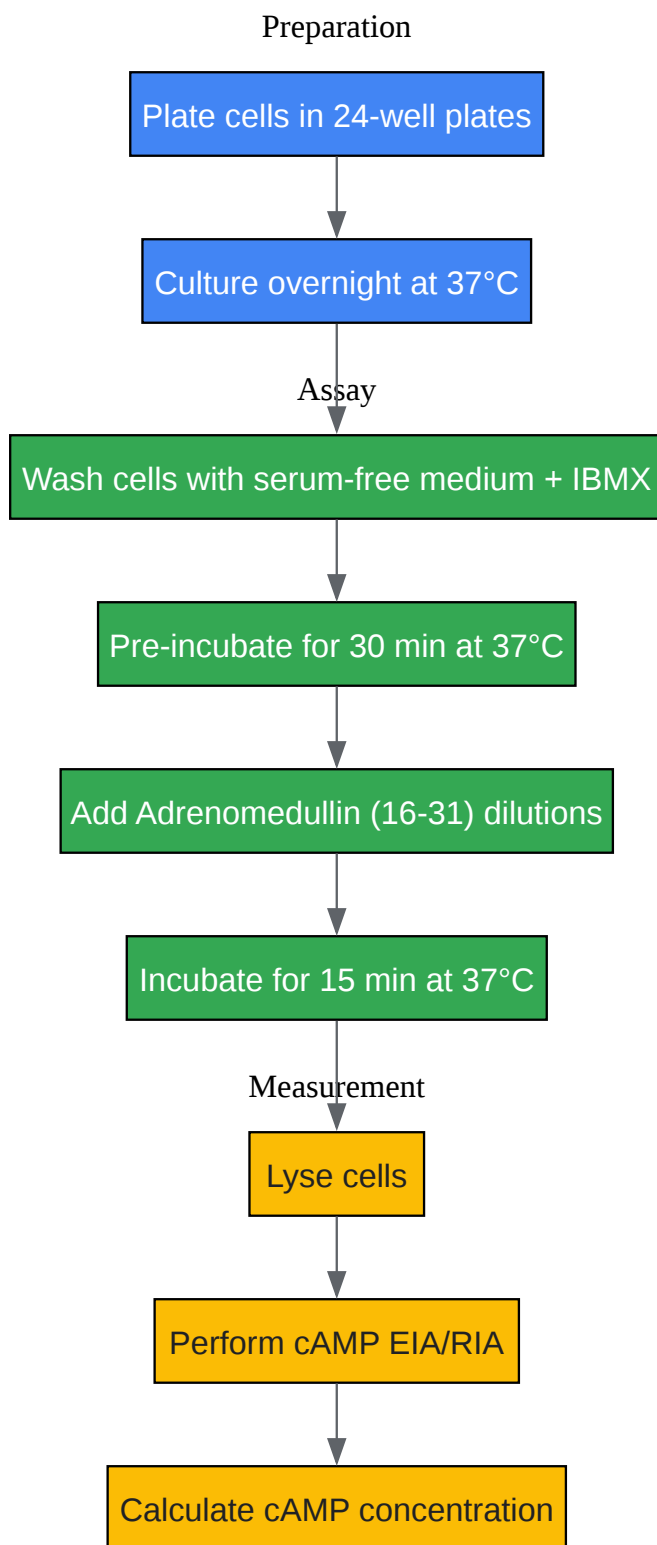 Preparation
Plate cells in 24-well plates
Culture overnight at 37°C
Assay
Wash cells with serum-free medium + IBMX
Pre-incubate for 30 min at 37°C
Add Adrenomedullin (16-31) dilutions
Incubate for 15 min at 37°C
Measurement
Lyse cells
Perform cAMP EIA/RIA
Calculate cAMP concentration